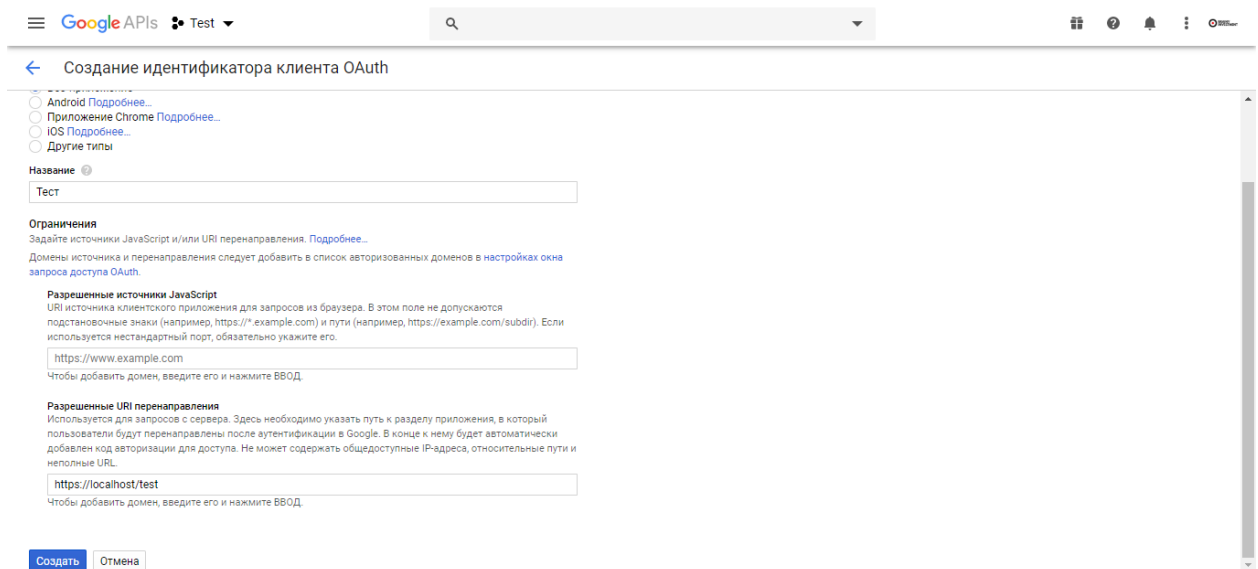 Google APIs Test
Создание идентификатора клиента OAuth
Веб-приложение
Android Подробнее…
Приложение Chrome Подробнее…
iOS Подробнее…
Другие типы
Название
Тест
Ограничения
Задайте источники JavaScript и/или URI перенаправления. Подробнее…
Домены источника и перенаправления следует добавить в список авторизованных доменов в настройках окна
запроса доступа OAuth.
Разрешенные источники JavaScript
URI источника клиентского приложения для запросов из браузера. В этом поле не допускаются
подстановочные знаки (например, https://*.example.com) и пути (например, https://example.com/subdir). Если
используется нестандартный порт, обязательно укажите его.
https://www.example.com
Чтобы добавить домен, введите его и нажмите ВВОД.
Разрешенные URI перенаправления
Используется для запросов с сервера. Здесь необходимо указать путь к разделу приложения, в который
пользователи будут перенаправлены после аутентификации в Google. В конце к нему будет автоматически
добавлен код авторизации для доступа. Не может содержать общедоступные IP-адреса, относительные пути и
неполные URL.
https://localhost/test
Чтобы добавить домен, введите его и нажмите ВВОД.
Создать Отмена